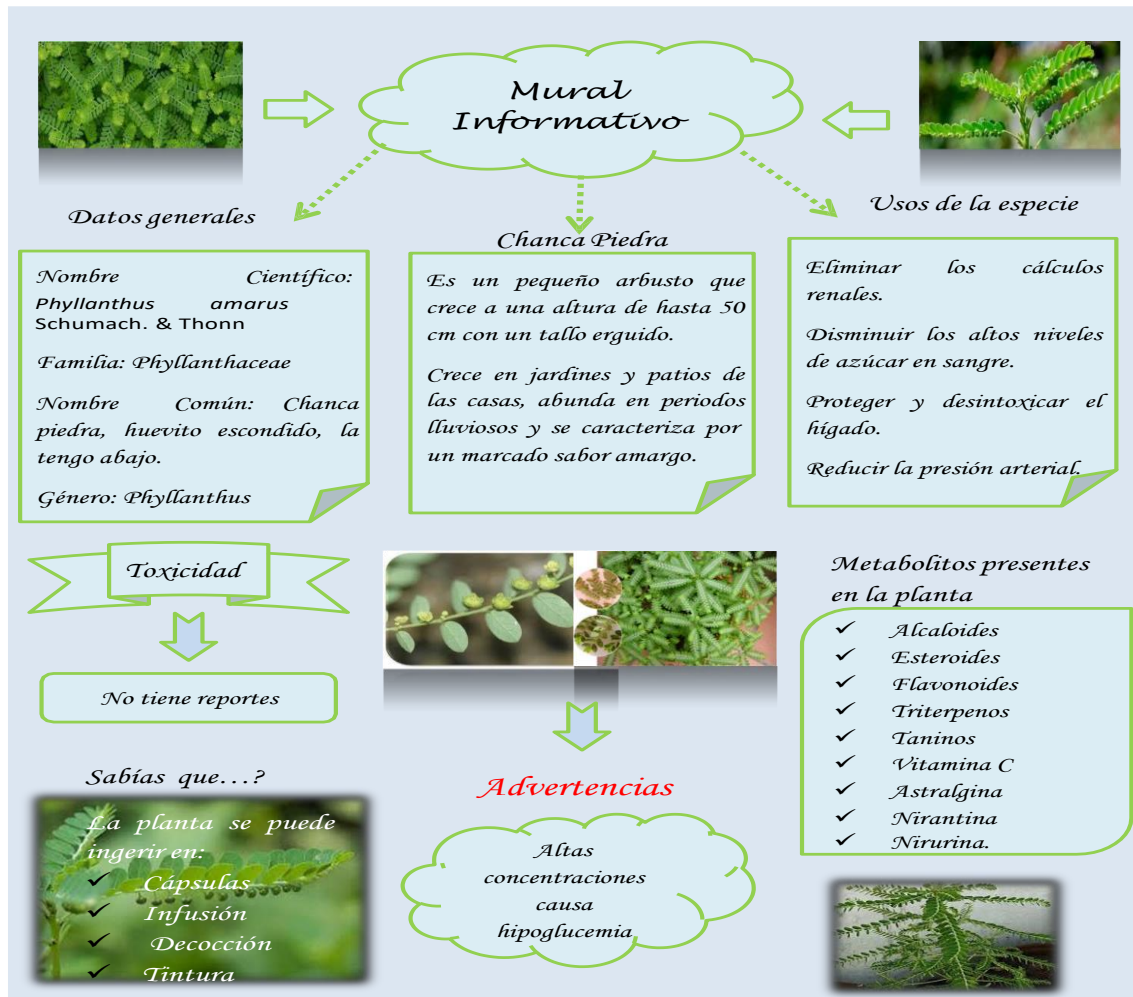 Mural
Informativo
Datos generales
Nombre Científico:
Phyllanthus amarus
Schumach. & Thonn
Familia: Phyllanthaceae
Nombre Común: Chanca
piedra, huevito escondido, la
tengo abajo.
Género: Phyllanthus
Chanca Piedra
Es un pequeño arbusto que
crece a una altura de hasta 50
cm con un tallo erguido.
Crece en jardines y patios de
las casas, abunda en periodos
lluviosos y se caracteriza por
un marcado sabor amargo.
Usos de la especie
Eliminar los cálculos
renales.
Disminuir los altos niveles
de azúcar en sangre.
Proteger y desintoxicar el
hígado.
Reducir la presión arterial.
Toxicidad
No tiene reportes
Metabolitos presentes
en la planta
✓ Alcaloides
✓ Esteroides
✓ Flavonoides
✓ Triterpenos
✓ Taninos
✓ Vitamina C
✓ Astralgina
✓ Nirantina
✓ Nirurina.
Sabías que...?
La planta se puede
ingerir en:
✓ Cápsulas
✓ Infusión
✓ Decocción
✓ Tintura
Advertencias
Altas
concentraciones
causa
hipoglucemia